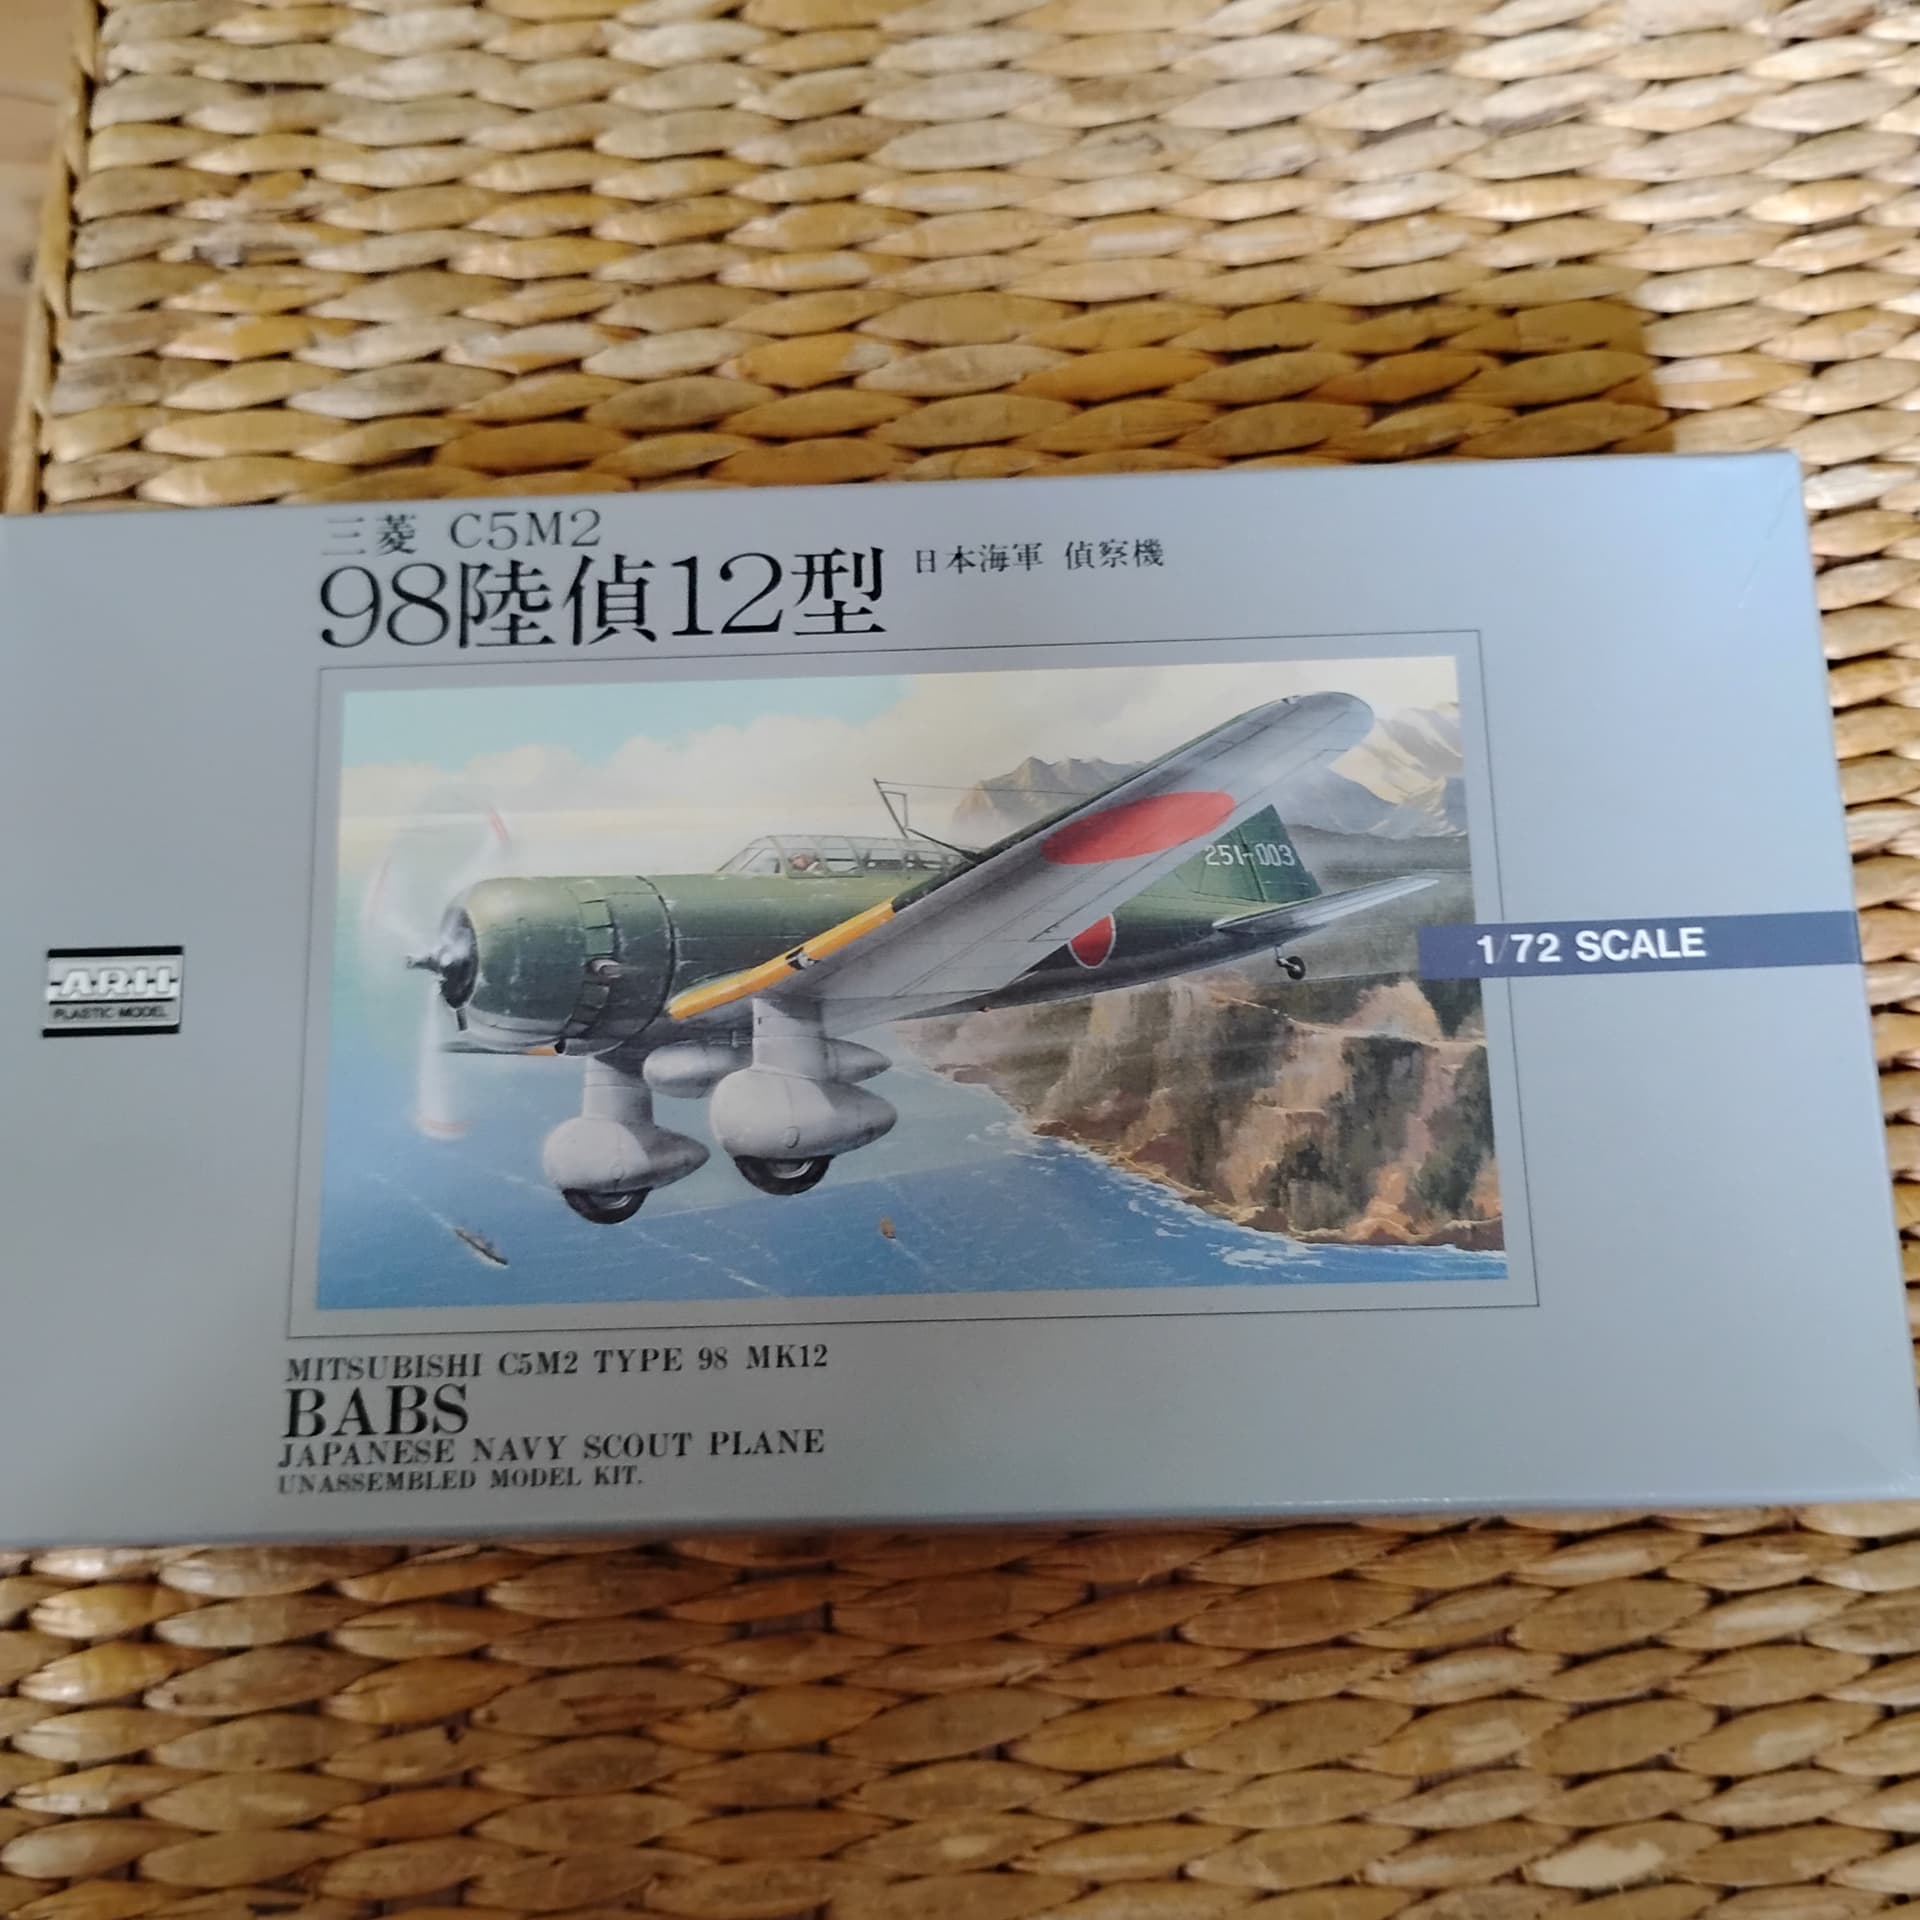 三菱 C5M2
98陸偵12型 日本海軍 偵察機
251-003
1/72 SCALE
ARII
PLASTIC MODEL
MITSUBISHI C5M2 TYPE 98 MK12
BABS
JAPANESE NAVY SCOUT PLANE
UNASSEMBLED MODEL KIT.